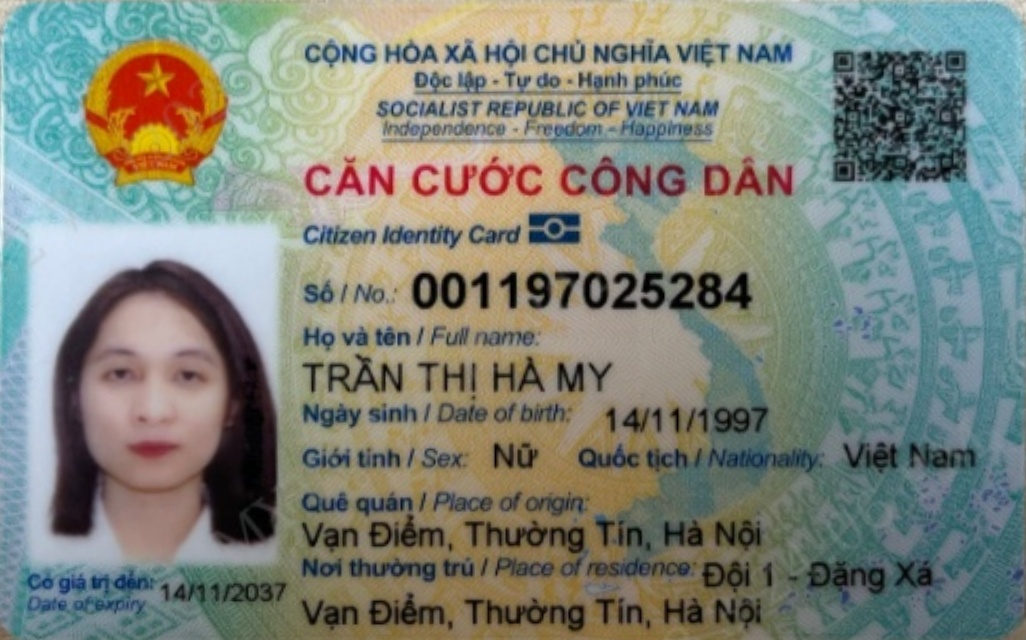 CỘNG HÒA XÃ HỘI CHỦ NGHĨA VIỆT NAM
Độc lập - Tự do - Hạnh phúc
SOCIALIST REPUBLIC OF VIET NAM
Independence - Freedom - Happiness
CĂN CƯỚC CÔNG DÂN
Citizen Identity Card
Số / No.: 001197025284
Họ và tên / Full name:
TRẦN THỊ HÀ MY
Ngày sinh / Date of birth: 14/11/1997
Giới tính / Sex: Nữ Quốc tịch / Nationality: Việt Nam
Quê quán / Place of origin:
Vạn Điểm, Thường Tín, Hà Nội
Nơi thường trú / Place of residence: Đội 1 - Đặng Xá
Vạn Điểm, Thường Tín, Hà Nội
Có giá trị đến: 14/11/2037
Date of expiry